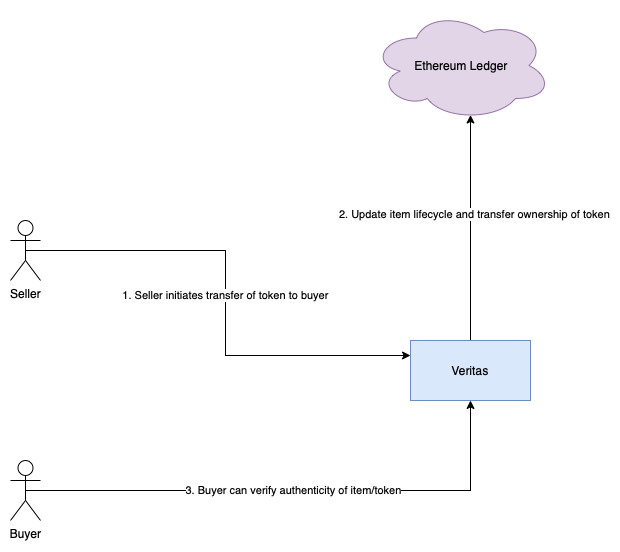 Ethereum Ledger
2. Update item lifecycle and transfer ownership of token
Seller
1. Seller initiates transfer of token to buyer
Veritas
3. Buyer can verify authenticity of item/token
Buyer